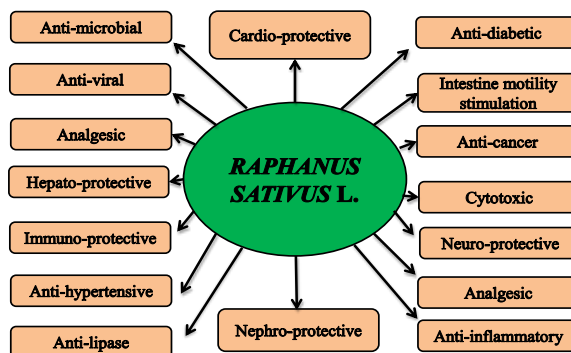 Anti-microbial
Cardio-protective
Anti-diabetic
Anti-viral
Intestine motility
stimulation
Analgesic
Anti-cancer
RAPHANUS
SATIVUS L.
Hepato-protective
Cytotoxic
Immuno-protective
Neuro-protective
Anti-hypertensive
Analgesic
Nephro-protective
Anti-inflammatory
Anti-lipase